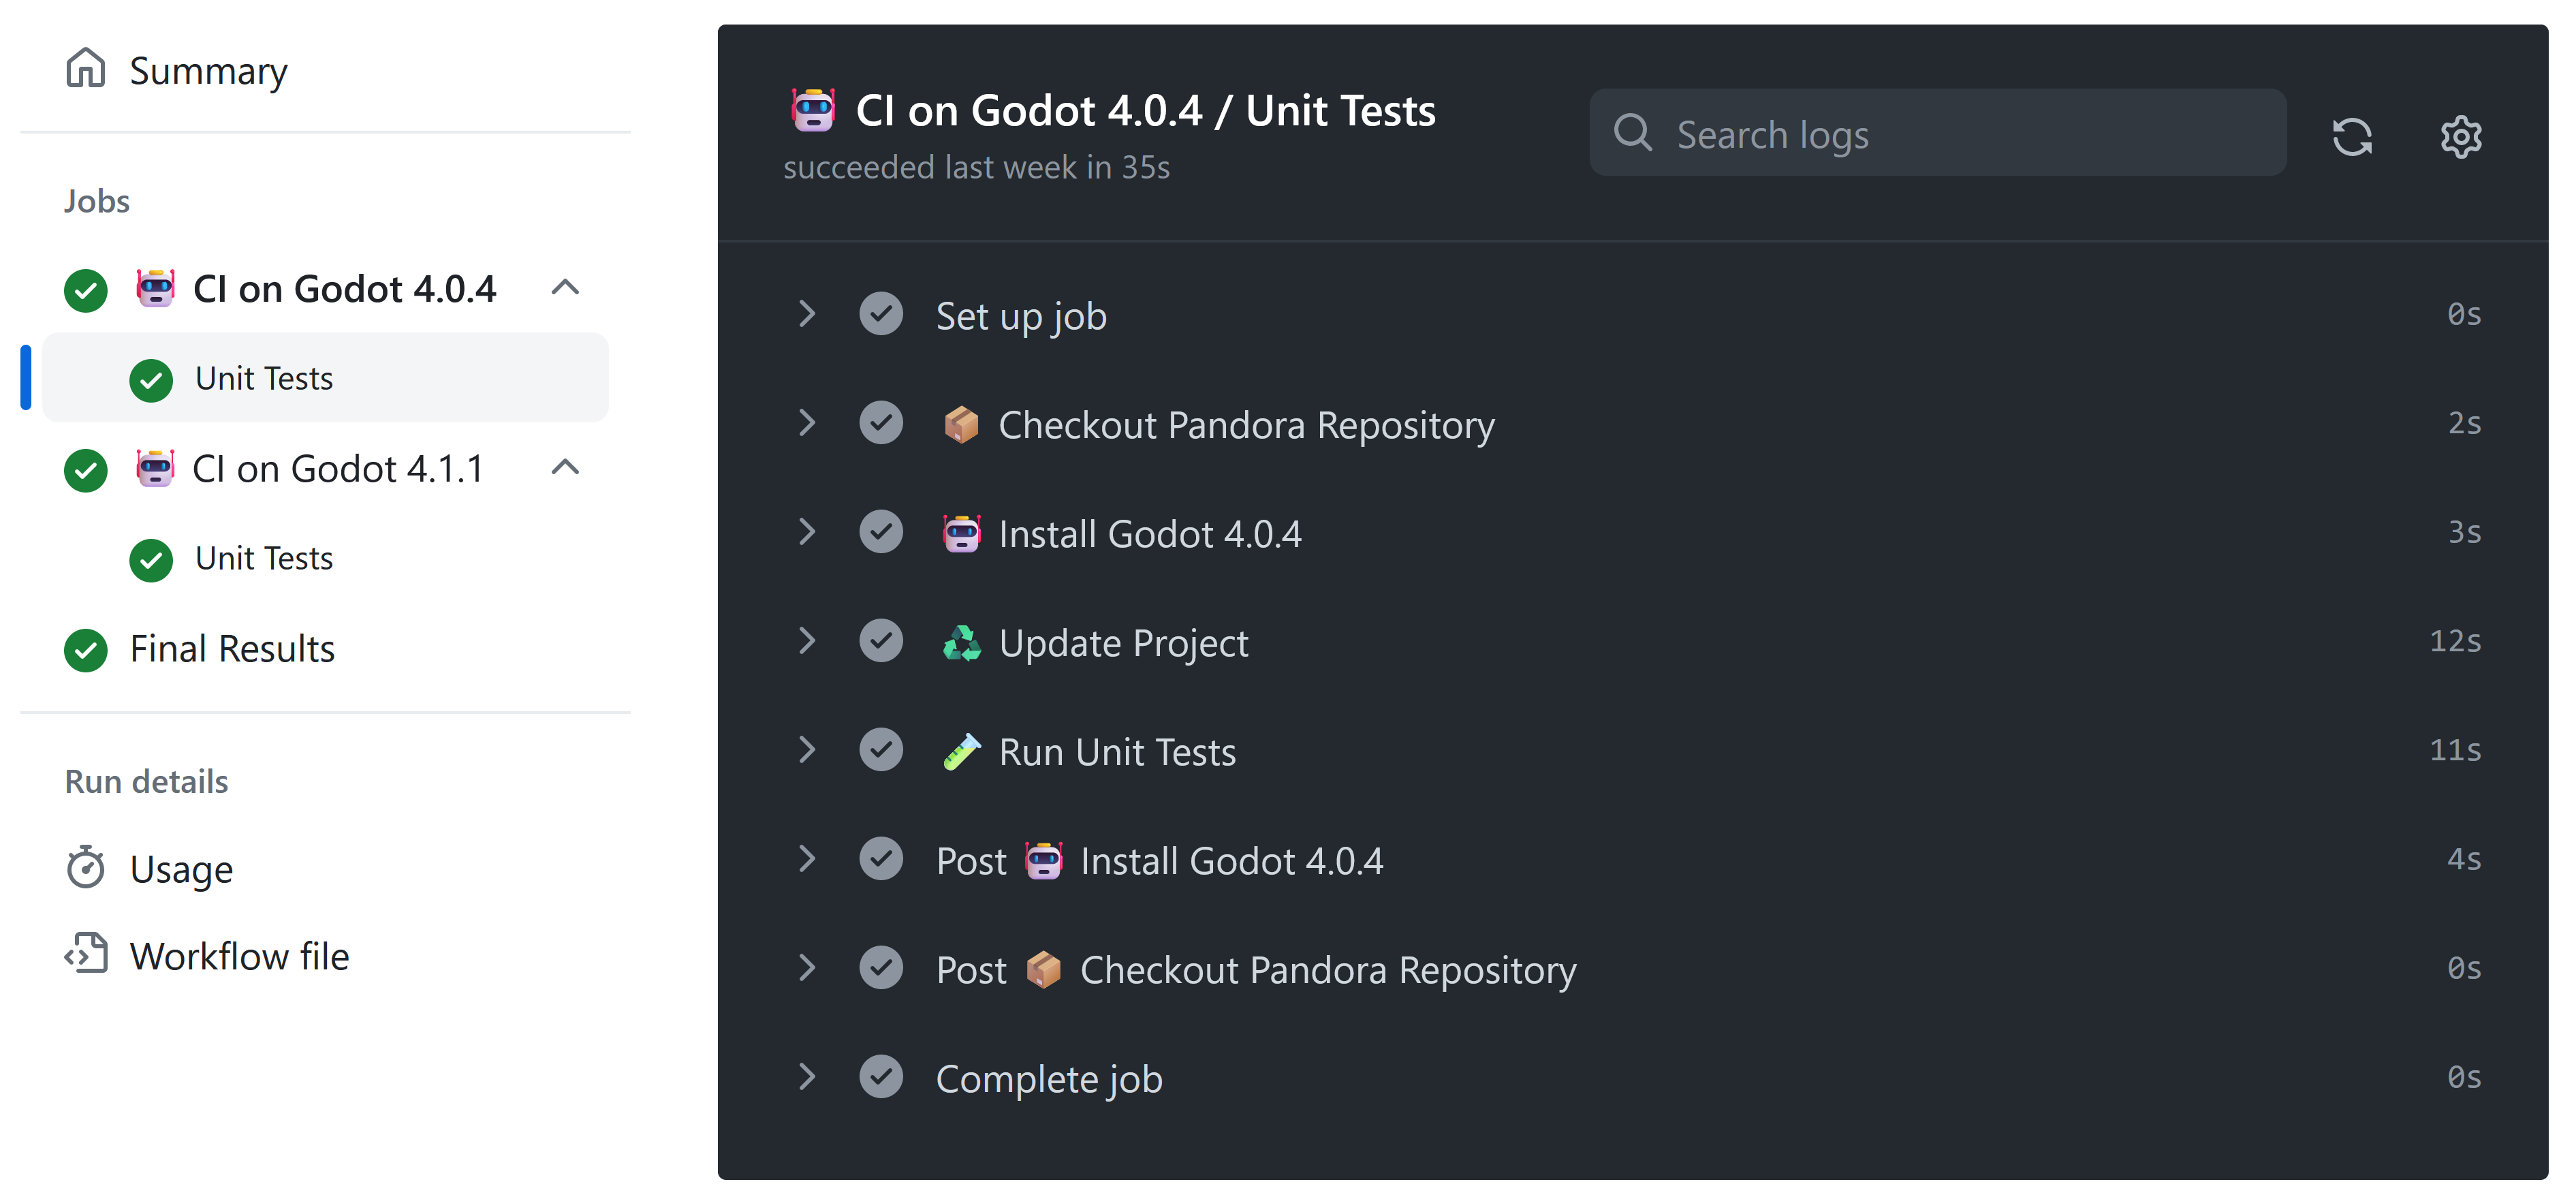 Summary
Jobs
CI on Godot 4.0.4
Unit Tests
CI on Godot 4.1.1
Unit Tests
Final Results
Run details
Usage
Workflow file
CI on Godot 4.0.4 / Unit Tests
succeeded last week in 35s
Search logs
Set up job 0s
Checkout Pandora Repository 2s
Install Godot 4.0.4 3s
Update Project 12s
Run Unit Tests 11s
Post Install Godot 4.0.4 4s
Post Checkout Pandora Repository 0s
Complete job 0s